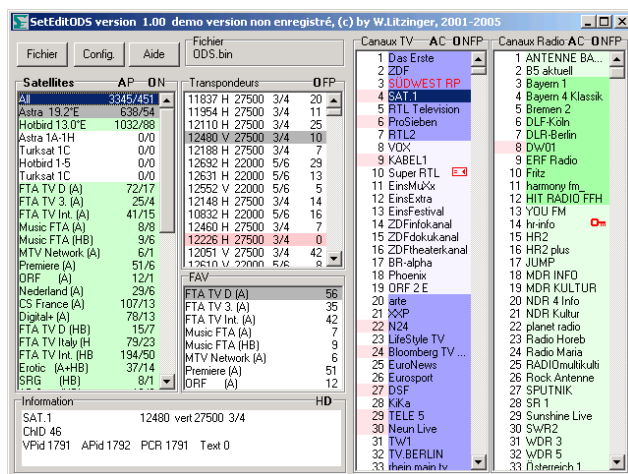 SetEditODS version 1.00 demo version non enregistré, (c) by W.Litzinger, 2001-2005
Fichier
Config.
Aide
Fichier
ODS.bin
Satellites AP ON
All 3345/451
Astra 19.2°E 638/54
Hotbird 13.0°E 1032/88
Astra 1A-1H 0/0
Turksat 1C 0/0
Hotbird 1-5 0/0
Turksat 1C 0/0
FTA TV D (A) 72/17
FTA TV 3. (A) 25/4
FTA TV Int. (A) 41/15
Music FTA (A) 8/8
Music FTA (HB) 9/6
MTV Network (A) 6/1
Premiere (A) 51/6
ORF (A) 12/1
Nederland (A) 29/6
CS France (A) 107/13
Digital+ (A) 78/13
FTA TV D (HB) 15/7
FTA TV Italy (H 79/23
FTA TV Int. (HB 194/50
Erotic (A+HB) 37/14
SRG (HB) 8/1
Transpondeurs OFP
11837 H 27500 3/4 20
11954 H 27500 3/4 11
12110 H 27500 3/4 25
12480 V 27500 3/4 10
12188 H 27500 3/4 7
12692 H 22000 5/6 29
12631 H 22000 5/6 13
12552 V 22000 5/6 5
12148 H 27500 3/4 14
10832 H 22000 5/6 16
12460 H 27500 3/4 7
12226 H 27500 3/4 0
12051 V 27500 3/4 42
12610 V 22000 5/6 8
FAV
FTA TV D (A) 56
FTA TV 3. (A) 35
FTA TV Int. (A) 42
Music FTA (A) 7
Music FTA (HB) 9
MTV Network (A) 6
Premiere (A) 51
ORF (A) 12
Information HD
SAT.1 12480 vert 27500 3/4
ChID 46
VPid 1791 APid 1792 PCR 1791 Text 0
Canaux TV AC ONFP
1 Das Erste
2 ZDF
3 SÜDWEST RP
4 SAT.1
5 RTL Television
6 ProSieben
7 RTL2
8 VOX
9 KABEL1
10 Super RTL
11 EinsMuXx
12 EinsExtra
13 EinsFestival
14 ZDFinfokanal
15 ZDFdokukanal
16 ZDFtheaterkanal
17 BR-alpha
18 Phoenix
19 ORF 2 E
20 arte
21 XXP
22 N24
23 LifeStyle TV
24 Bloomberg TV ...
25 EuroNews
26 Eurosport
27 DSF
28 KiKa
29 TELE 5
30 Neun Live
31 TW1
32 TV.BERLIN
33 rhein main tv
Canaux Radio AC ONFP
1 ANTENNE BA...
2 B5 aktuell
3 Bayern 1
4 Bayern 4 Klassik
5 Bremen 2
6 DLF-Köln
7 DLR-Berlin
8 DW01
9 ERF Radio
10 Fritz
11 harmony fm_
12 HIT RADIO FFH
13 YOU FM
14 hr-info
15 HR2
16 HR2 plus
17 JUMP
18 MDR INFO
19 MDR KULTUR
20 NDR 4 Info
21 NDR Kultur
22 planet radio
23 Radio Horeb
24 Radio Maria
25 RADIOmultikulti
26 Rock Antenne
27 SPUTNIK
28 SR 1
29 Sunshine Live
30 SWR2
31 WDR 3
32 WDR 5
33 Österreich 1